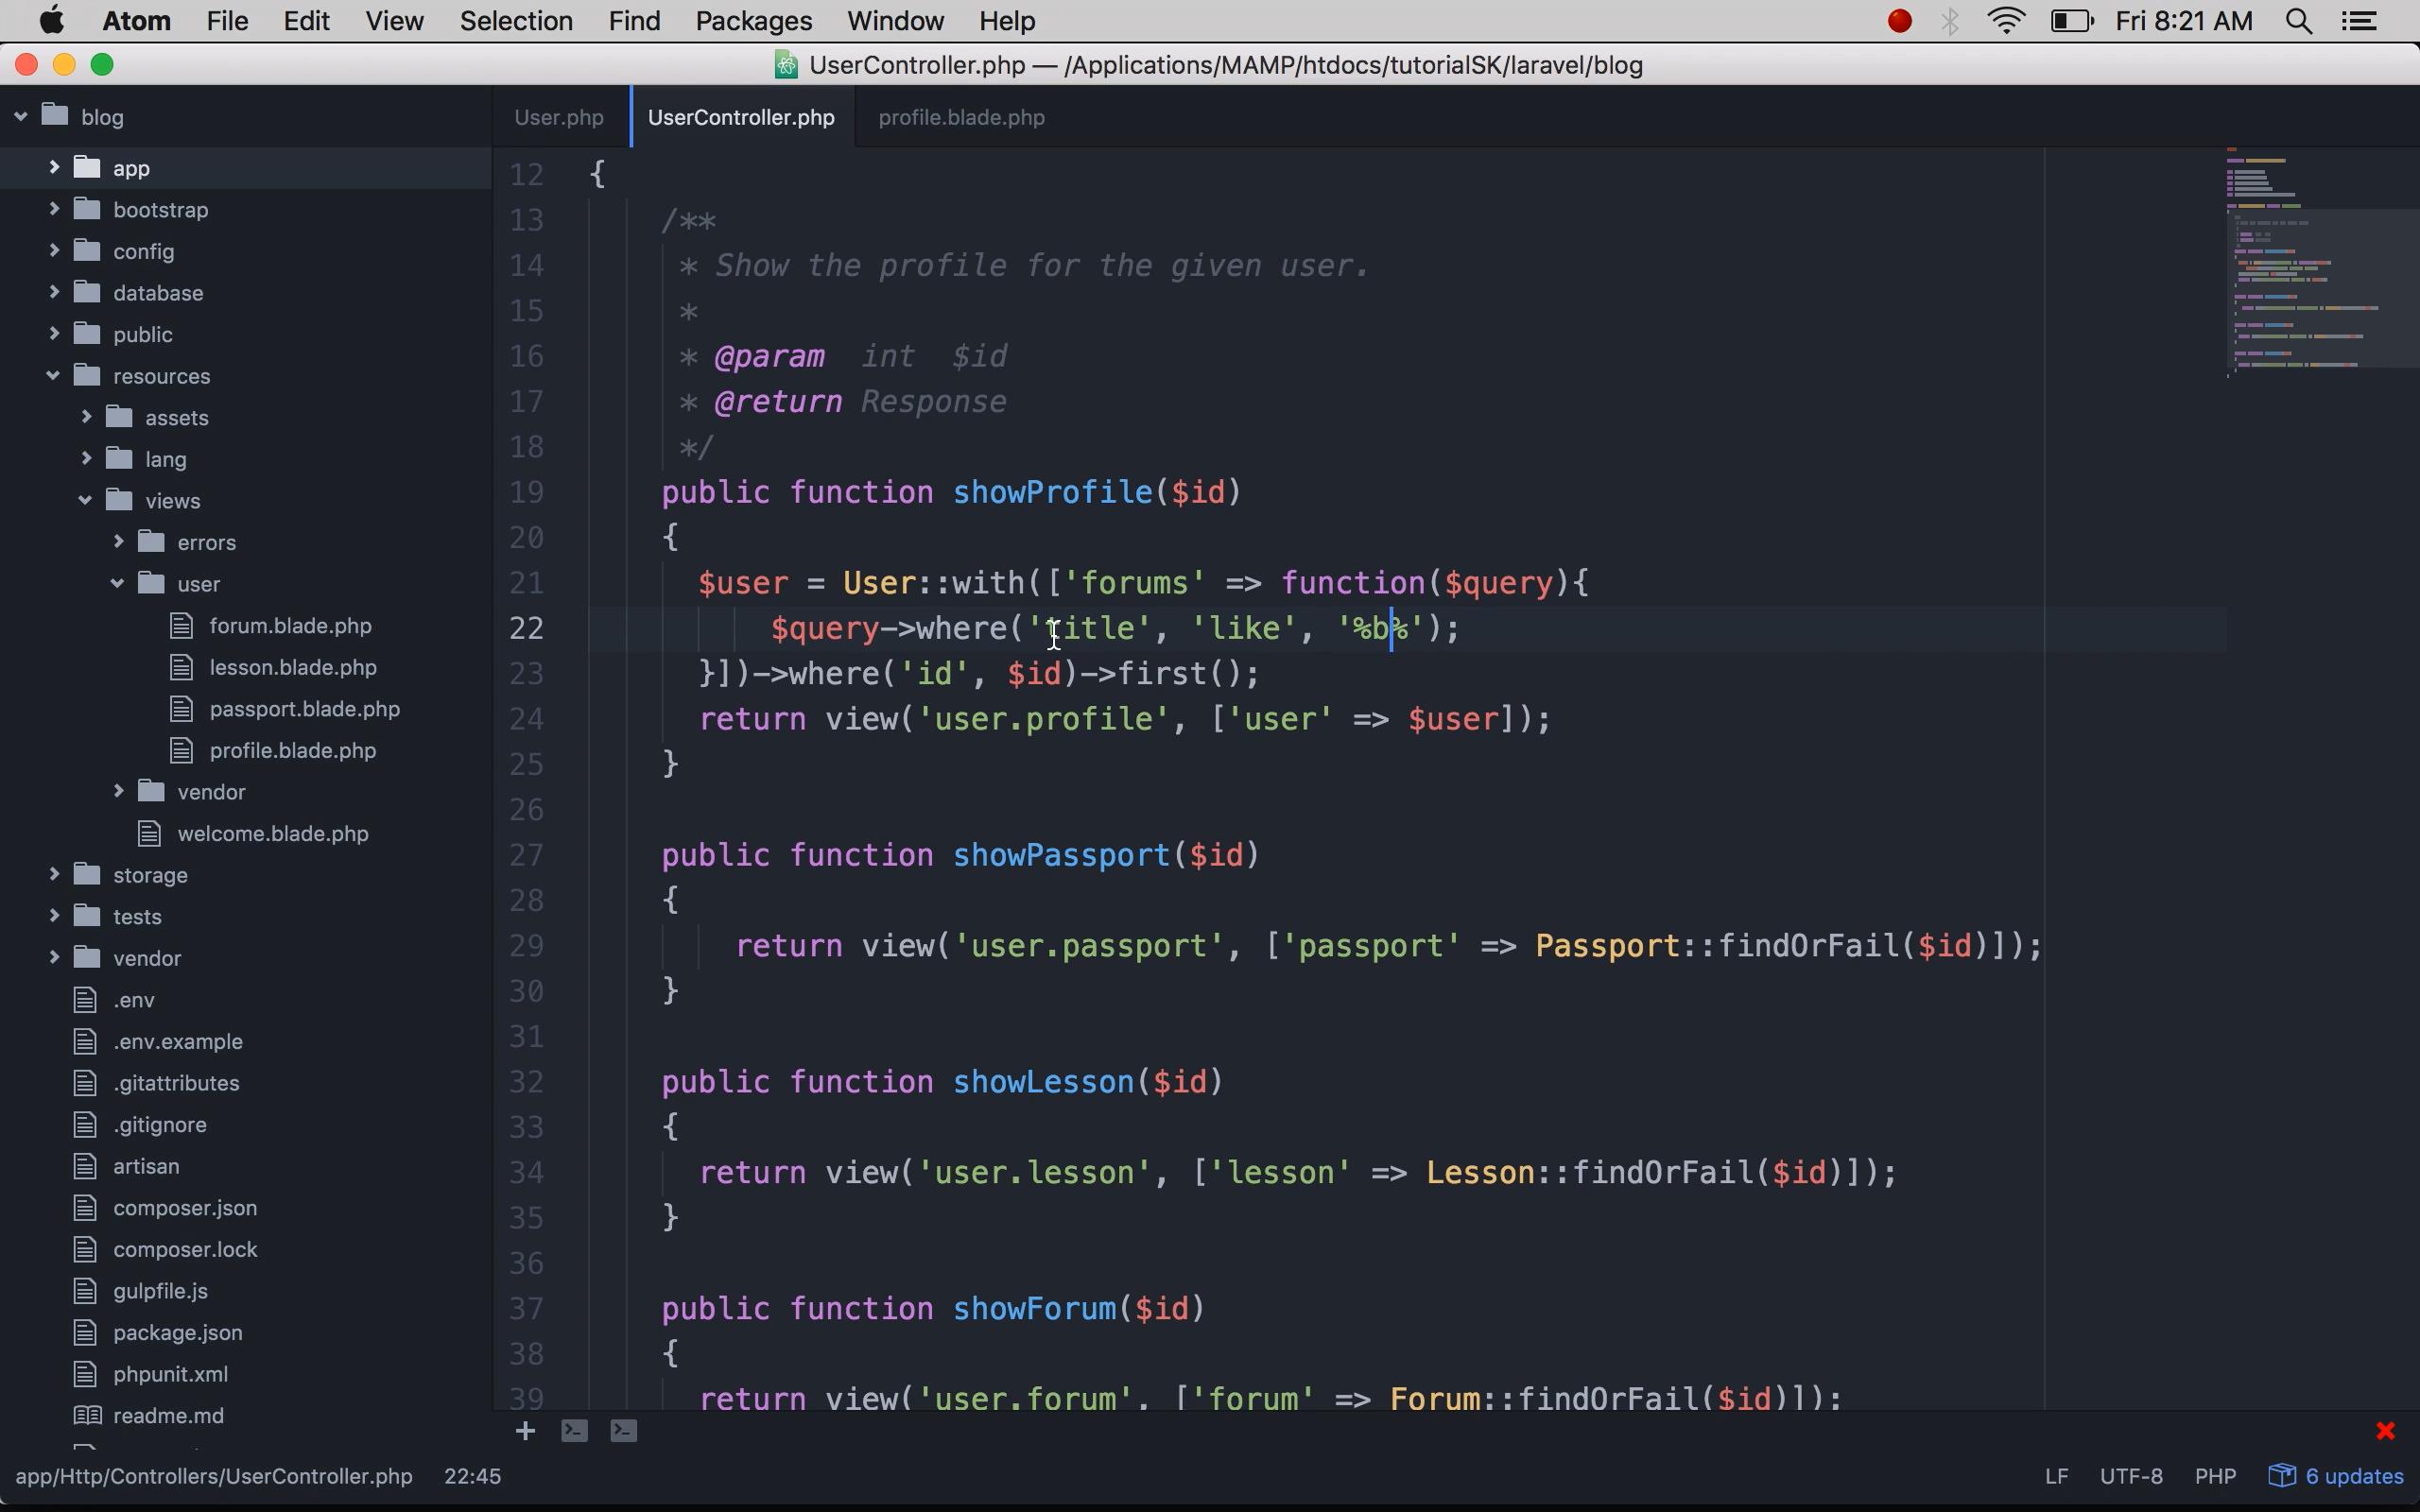 Atom File Edit View Selection Find Packages Window Help Fri 8:21 AM
UserController.php — /Applications/MAMP/htdocs/tutorialSK/laravel/blog
blog
app
bootstrap
config
database
public
resources
assets
lang
views
errors
user
forum.blade.php
lesson.blade.php
passport.blade.php
profile.blade.php
vendor
welcome.blade.php
storage
tests
vendor
.env
.env.example
.gitattributes
.gitignore
artisan
composer.json
composer.lock
gulpfile.js
package.json
phpunit.xml
readme.md
User.php UserController.php profile.blade.php
12 {
13 /**
14 * Show the profile for the given user.
15 *
16 * @param int $id
17 * @return Response
18 */
19 public function showProfile($id)
20 {
21 $user = User::with(['forums' => function($query){
22 $query->where('title', 'like', '%b%');
23 }])->where('id', $id)->first();
24 return view('user.profile', ['user' => $user]);
25 }
26
27 public function showPassport($id)
28 {
29 return view('user.passport', ['passport' => Passport::findOrFail($id)]);
30 }
31
32 public function showLesson($id)
33 {
34 return view('user.lesson', ['lesson' => Lesson::findOrFail($id)]);
35 }
36
37 public function showForum($id)
38 {
39 return view('user.forum', ['forum' => Forum::findOrFail($id)]);
app/Http/Controllers/UserController.php 22:45 LF UTF-8 PHP 6 updates